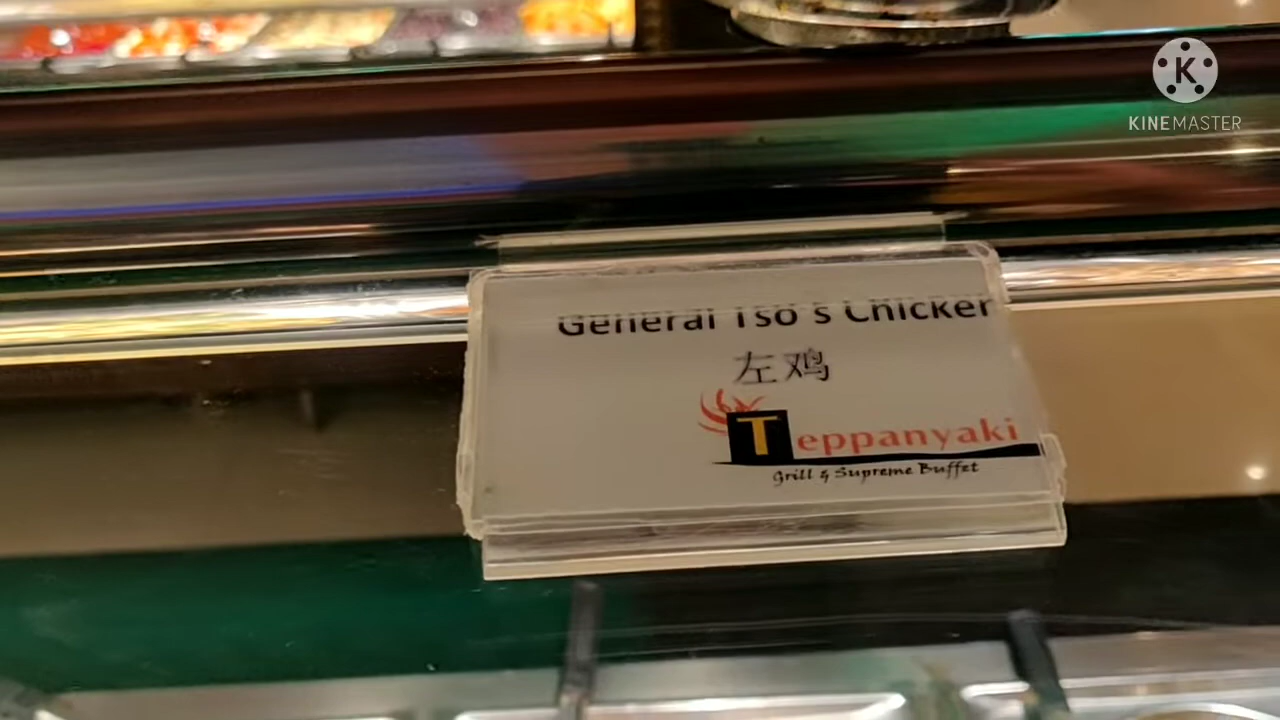 K
KINEMASTER
General Tso's Chicken
左鸡
Teppanyaki
Grill & Supreme Buffet